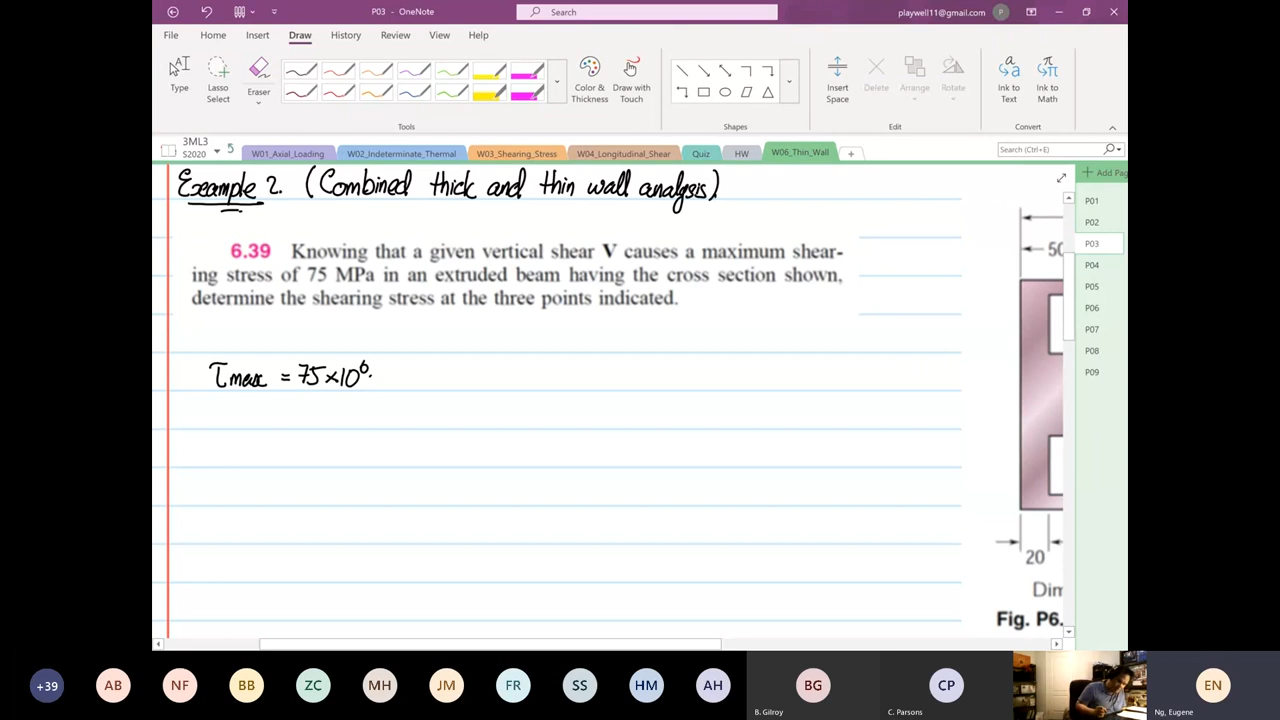 P03 - OneNote
Search
playwell11@gmail.com
P
File Home Insert Draw History Review View Help
Type
Lasso Select
Eraser
Color & Thickness
Draw with Touch
Insert Space
Delete
Arrange
Rotate
Ink to Text
Ink to Math
Tools
Shapes
Edit
Convert
3ML3 S2020
5
W01_Axial_Loading
W02_Indeterminate_Thermal
W03_Shearing_Stress
W04_Longitudinal_Shear
Quiz
HW
W06_Thin_Wall
Search (Ctrl+E)
Add Pag
P01
P02
P03
P04
P05
P06
P07
P08
P09
Example 2. (Combined thick and thin wall analysis)
6.39 Knowing that a given vertical shear V causes a maximum shear-
ing stress of 75 MPa in an extruded beam having the cross section shown,
determine the shearing stress at the three points indicated.
τmax = 75×10⁶
50
20
Dim
Fig. P6.
+39 AB NF BB ZC MH JM FR SS HM AH BG CP EN
B. Gilroy
C. Parsons
Ng, Eugene